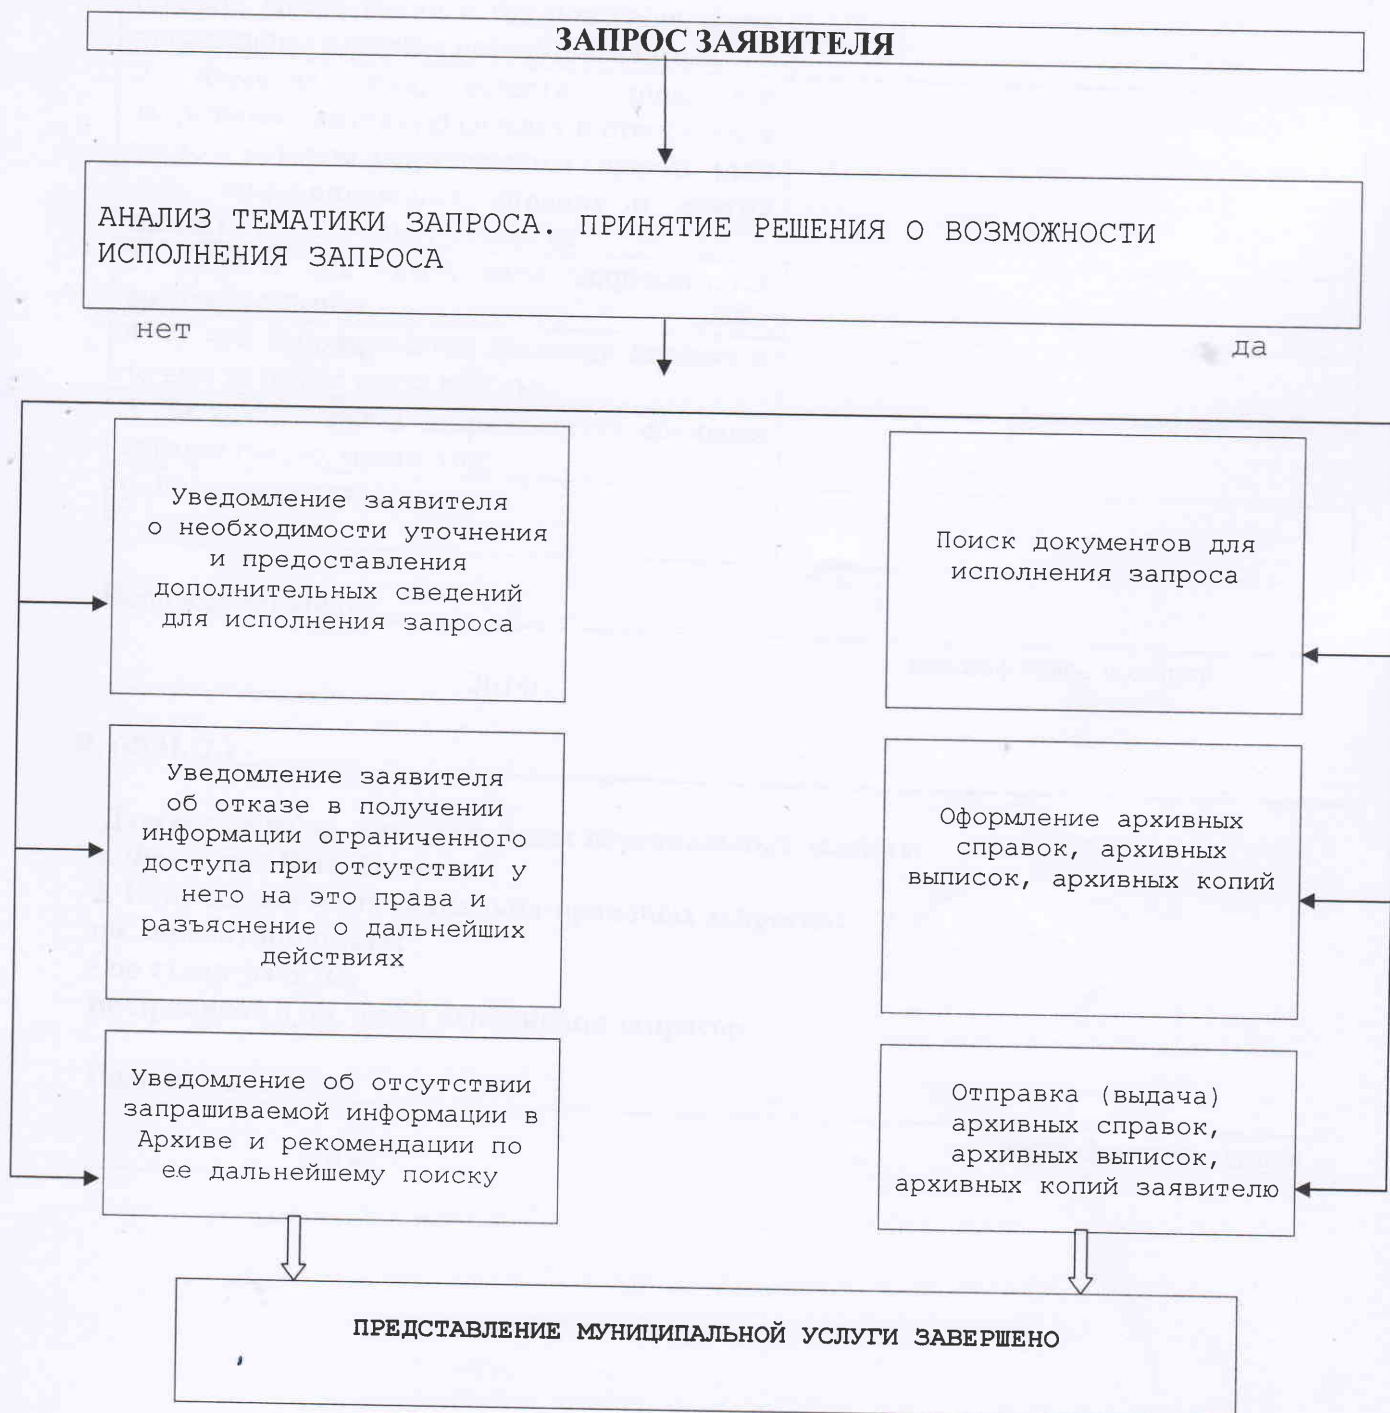 ЗАПРОС ЗАЯВИТЕЛЯ
АНАЛИЗ ТЕМАТИКИ ЗАПРОСА. ПРИНЯТИЕ РЕШЕНИЯ О ВОЗМОЖНОСТИ
ИСПОЛНЕНИЯ ЗАПРОСА
нет
да
Уведомление заявителя
о необходимости уточнения
и предоставления
дополнительных сведений
для исполнения запроса
Поиск документов для
исполнения запроса
Уведомление заявителя
об отказе в получении
информации ограниченного
доступа при отсутствии у
него на это права и
разъяснение о дальнейших
действиях
Оформление архивных
справок, архивных
выписок, архивных копий
Уведомление об отсутствии
запрашиваемой информации в
Архиве и рекомендации по
ее дальнейшему поиску
Отправка (выдача)
архивных справок,
архивных выписок,
архивных копий заявителю
ПРЕДСТАВЛЕНИЕ МУНИЦИПАЛЬНОЙ УСЛУГИ ЗАВЕРШЕНО